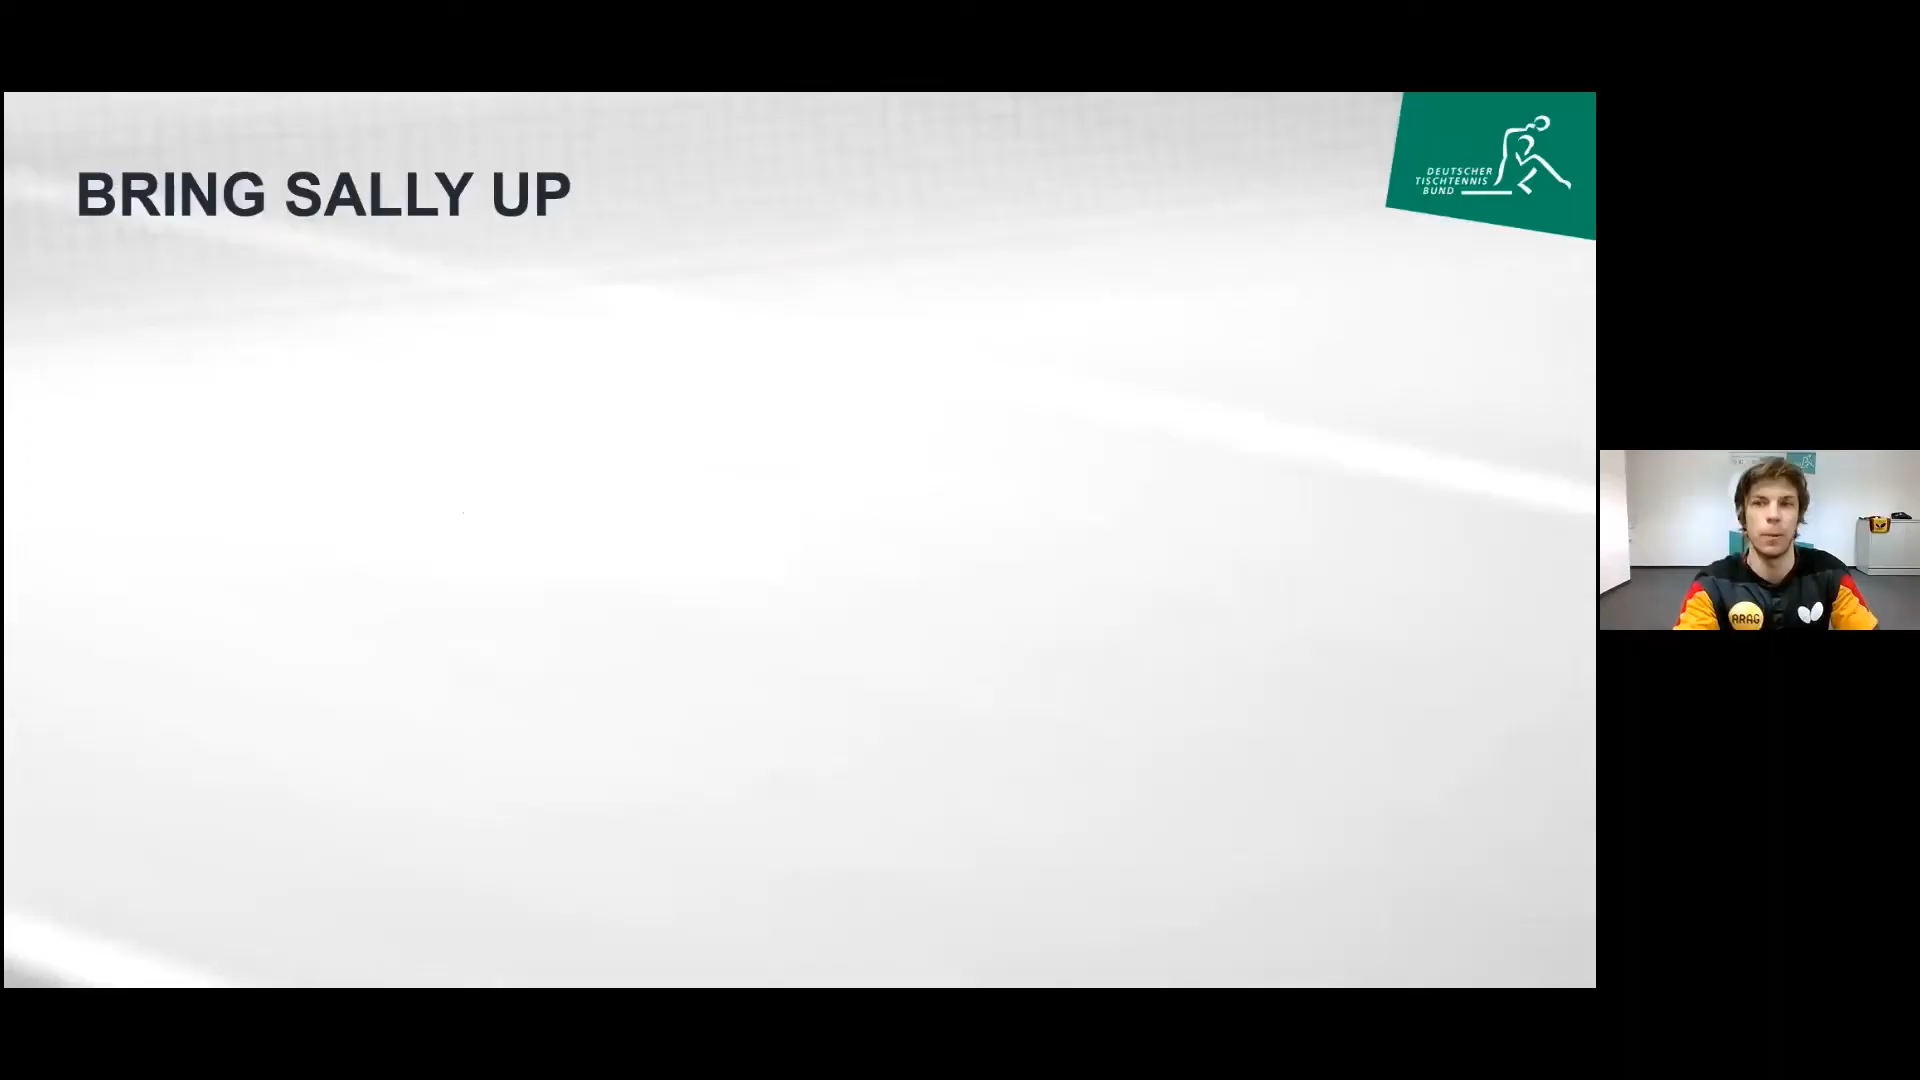 BRING SALLY UP
DEUTSCHER
TISCHTENNIS
BUND
ARAG